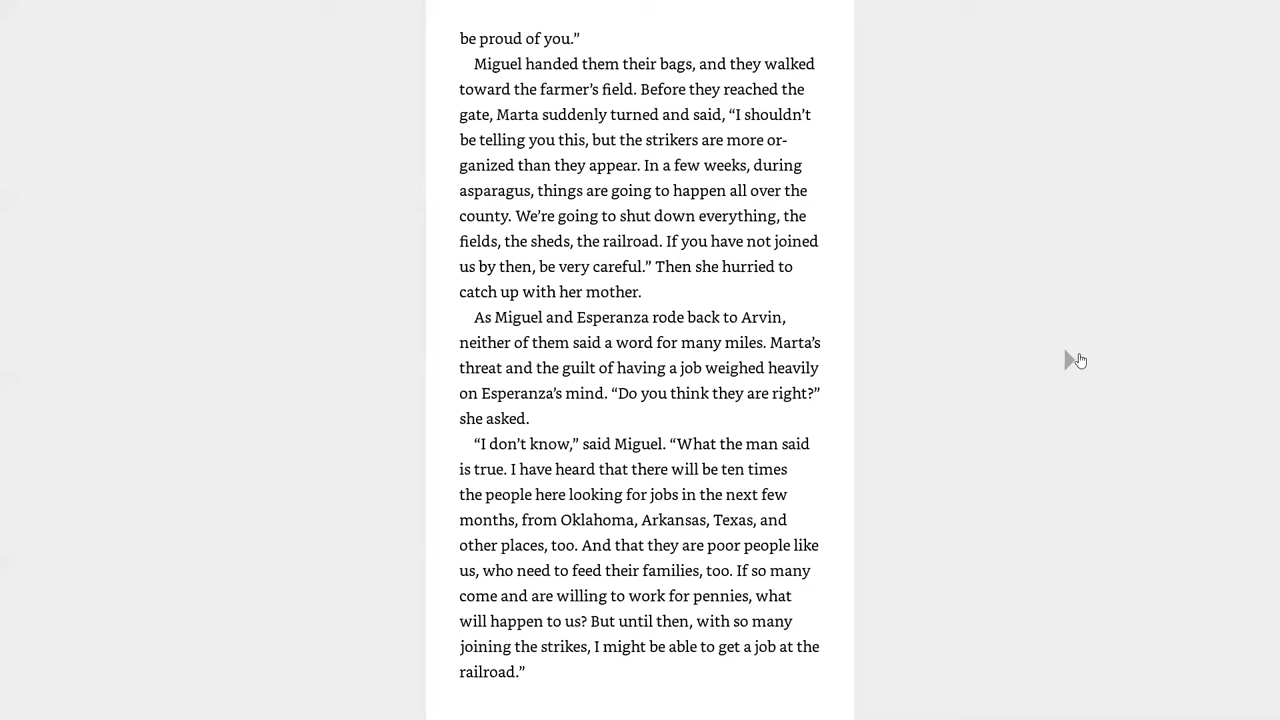 be proud of you.”
Miguel handed them their bags, and they walked
toward the farmer’s field. Before they reached the
gate, Marta suddenly turned and said, “I shouldn’t
be telling you this, but the strikers are more or-
ganized than they appear. In a few weeks, during
asparagus, things are going to happen all over the
county. We’re going to shut down everything, the
fields, the sheds, the railroad. If you have not joined
us by then, be very careful.” Then she hurried to
catch up with her mother.
As Miguel and Esperanza rode back to Arvin,
neither of them said a word for many miles. Marta’s
threat and the guilt of having a job weighed heavily
on Esperanza’s mind. “Do you think they are right?”
she asked.
“I don’t know,” said Miguel. “What the man said
is true. I have heard that there will be ten times
the people here looking for jobs in the next few
months, from Oklahoma, Arkansas, Texas, and
other places, too. And that they are poor people like
us, who need to feed their families, too. If so many
come and are willing to work for pennies, what
will happen to us? But until then, with so many
joining the strikes, I might be able to get a job at the
railroad.”